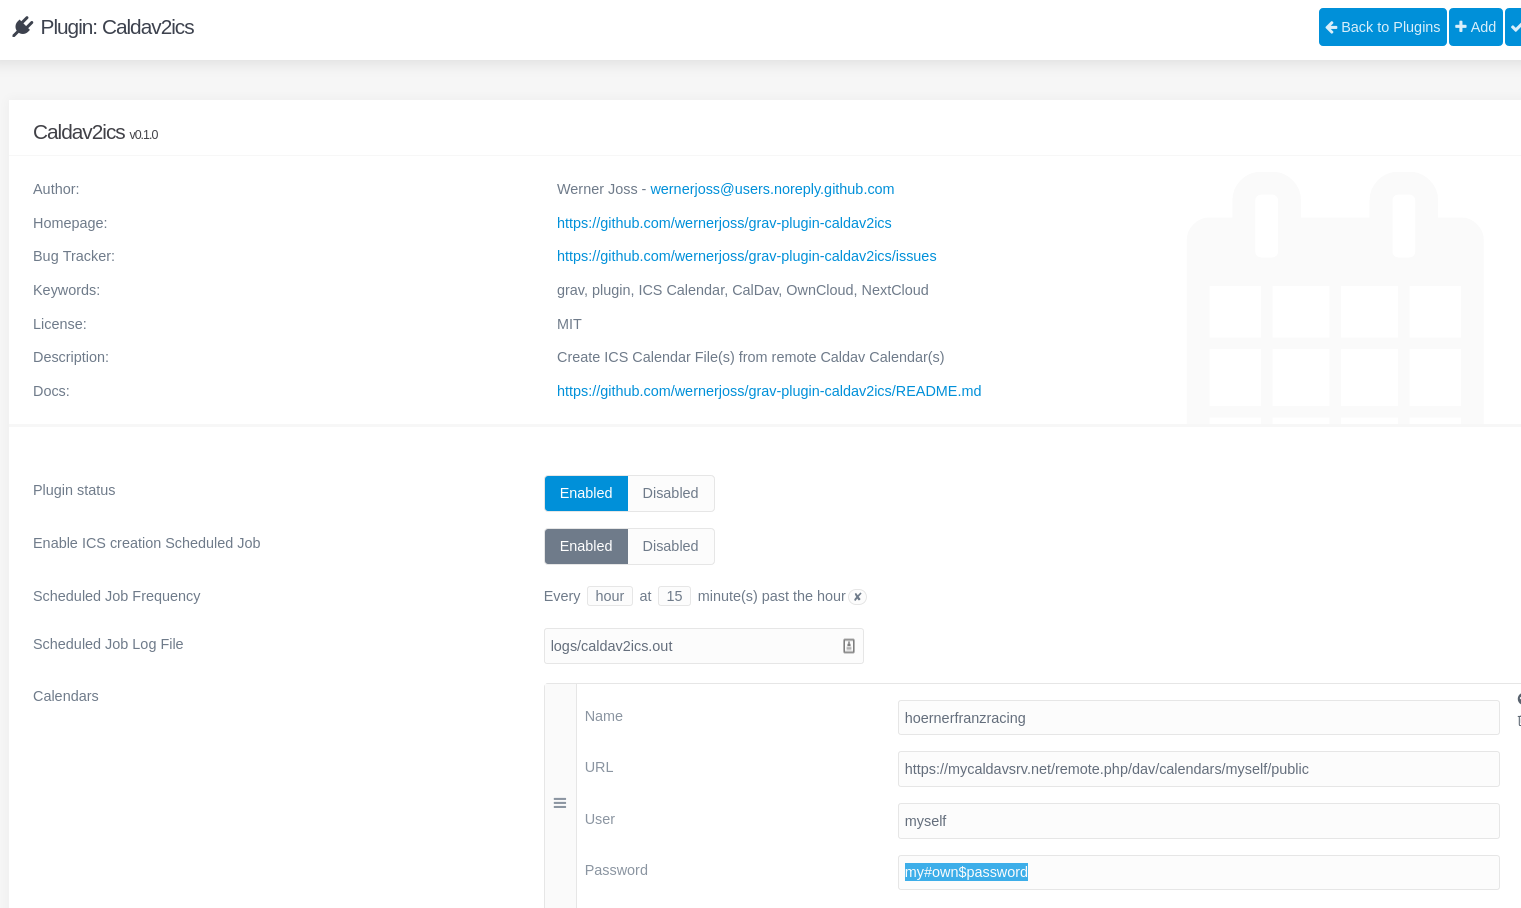 Plugin: Caldav2ics
Back to Plugins
Add
Caldav2ics v0.1.0
Author: Werner Joss - wernerjoss@users.noreply.github.com
Homepage: https://github.com/wernerjoss/grav-plugin-caldav2ics
Bug Tracker: https://github.com/wernerjoss/grav-plugin-caldav2ics/issues
Keywords: grav, plugin, ICS Calendar, CalDav, OwnCloud, NextCloud
License: MIT
Description: Create ICS Calendar File(s) from remote Caldav Calendar(s)
Docs: https://github.com/wernerjoss/grav-plugin-caldav2ics/README.md
Plugin status Enabled Disabled
Enable ICS creation Scheduled Job Enabled Disabled
Scheduled Job Frequency Every hour at 15 minute(s) past the hour
Scheduled Job Log File logs/caldav2ics.out
Calendars
Name hoernerfranzracing
URL https://mycaldavsrv.net/remote.php/dav/calendars/myself/public
User myself
Password my#own$password